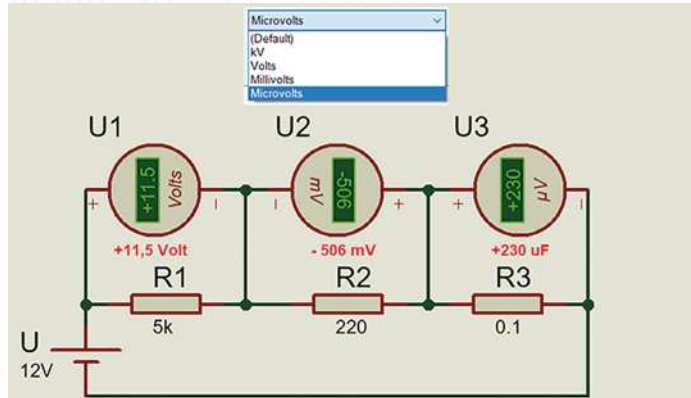 Microvolts
(Default)
kV
Volts
Millivolts
Microvolts
U1 U2 U3
+11.5 Volts -506 mV +230 µV
+ - - + + -
+11,5 Volt - 506 mV +230 uF
R1 R2 R3
5k 220 0.1
U
12V